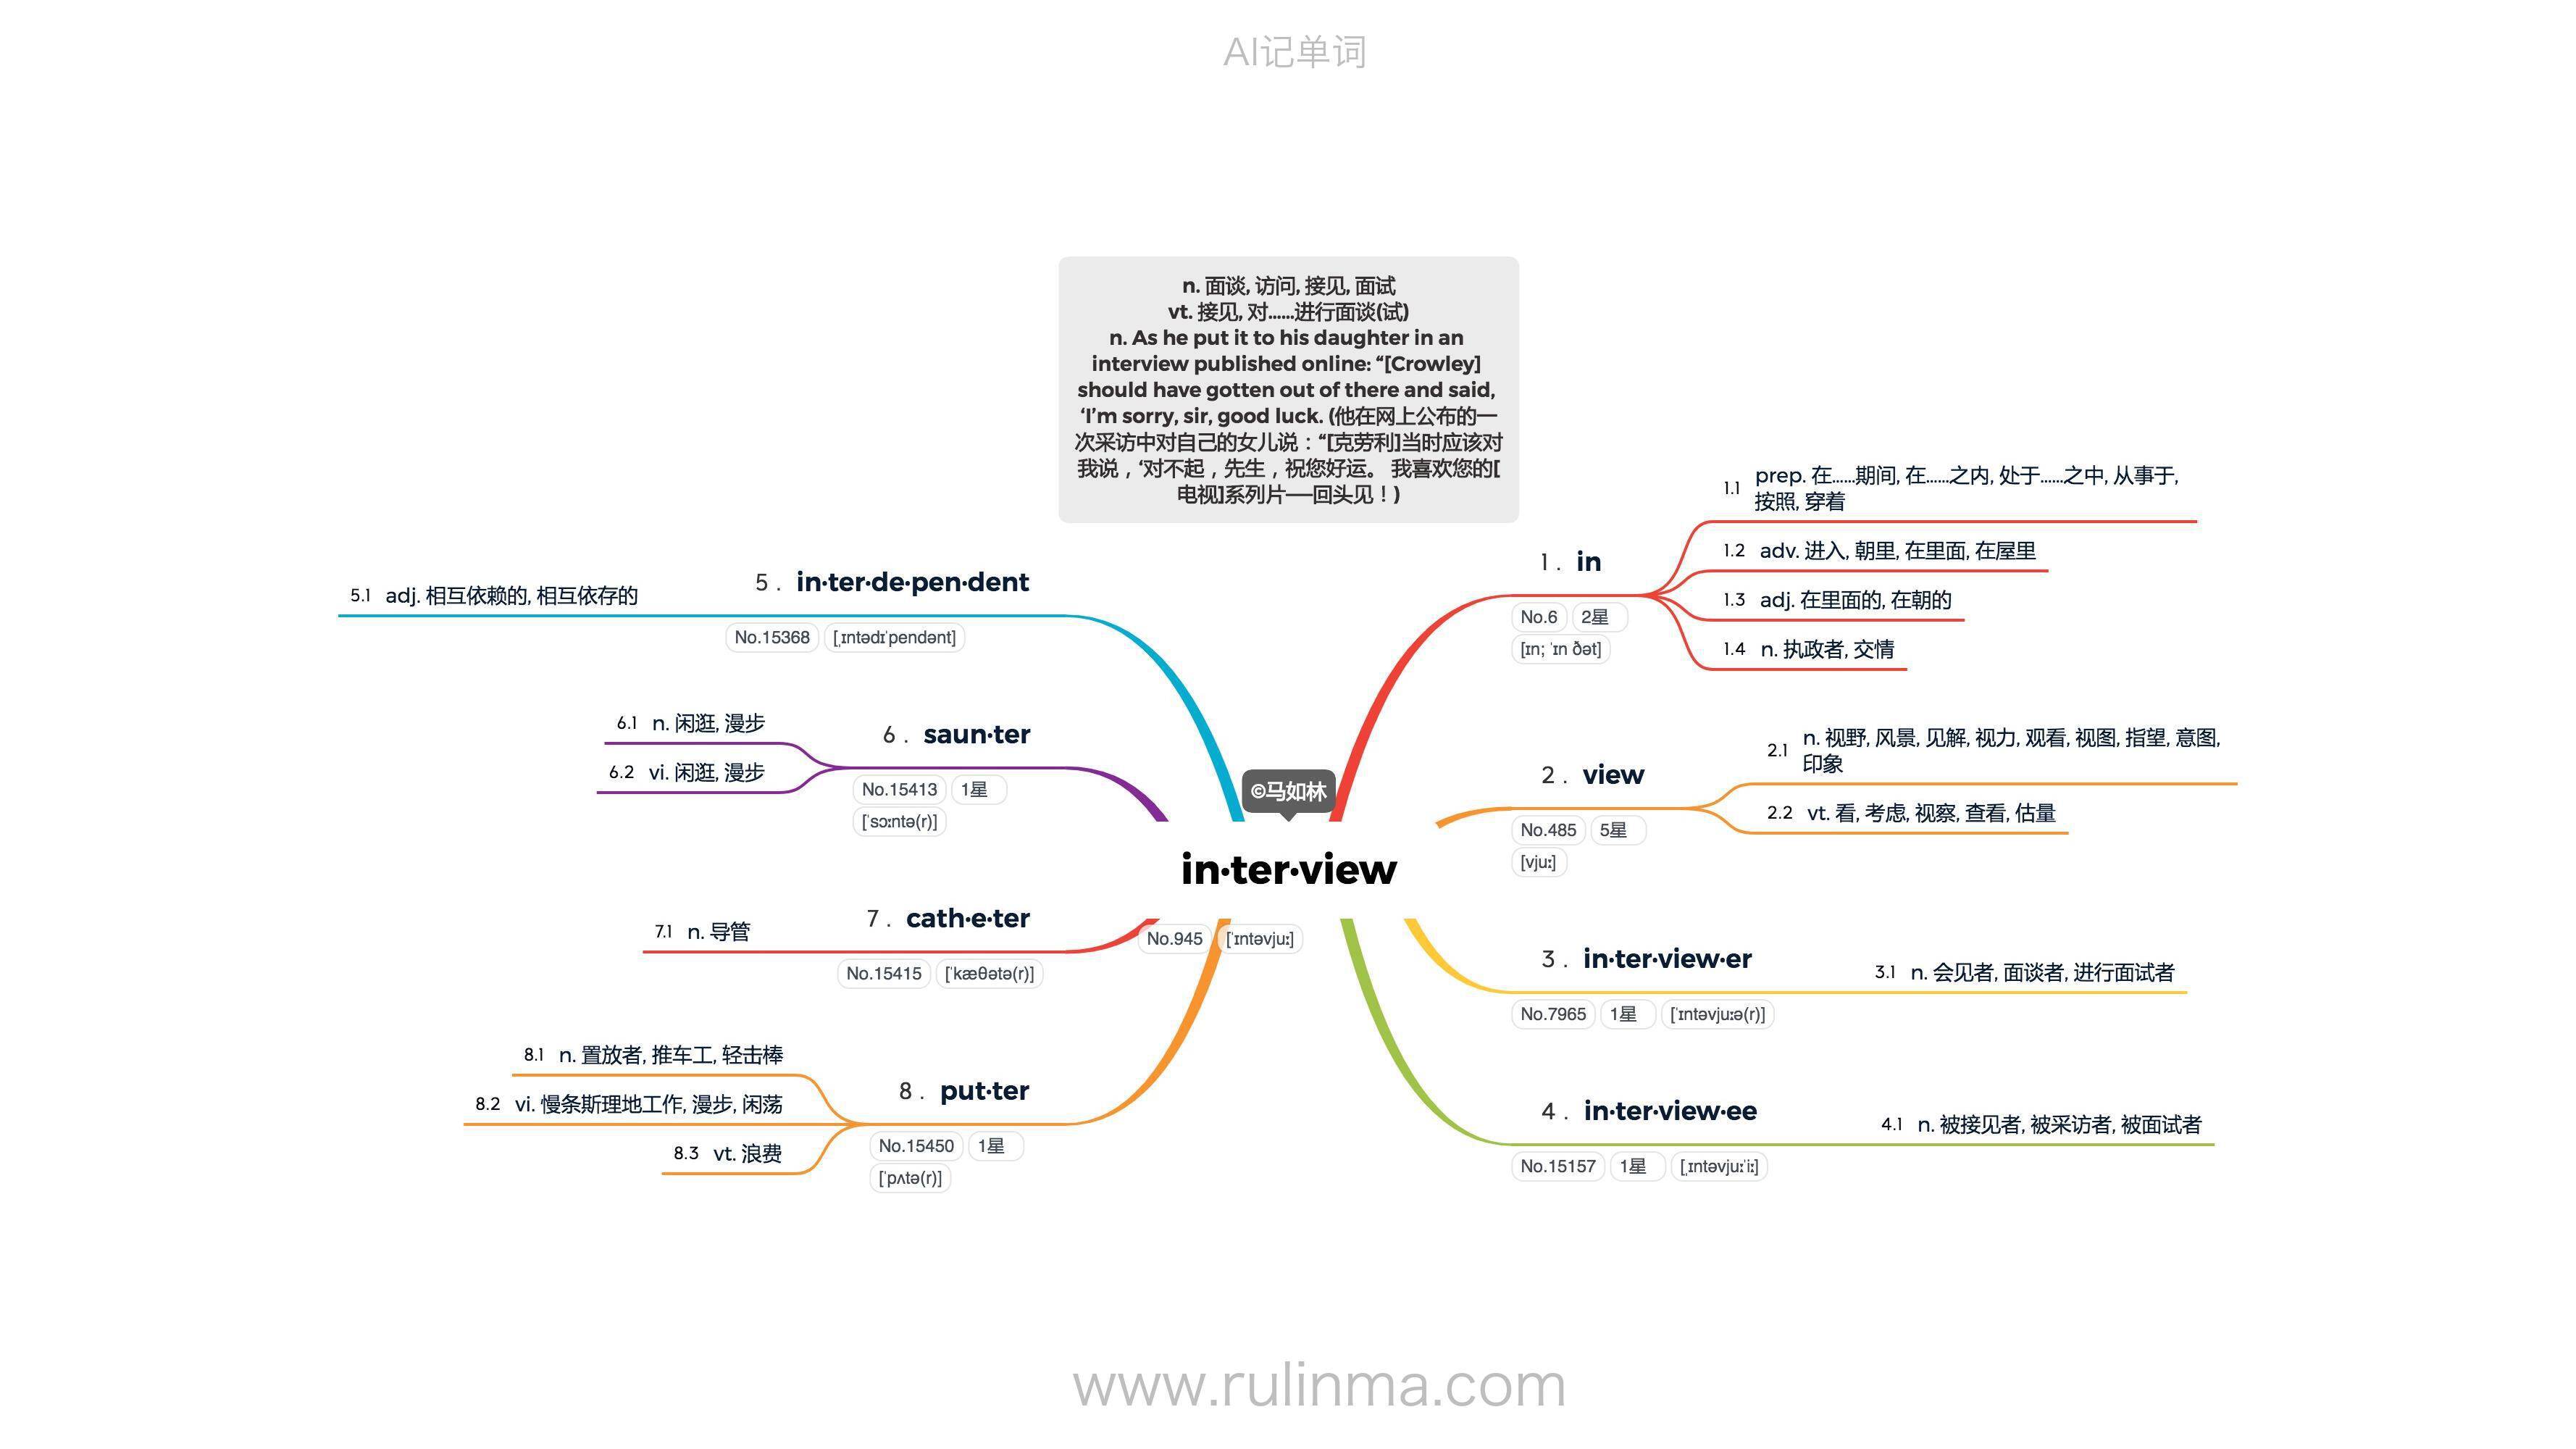 AI记单词
n. 面谈, 访问, 接见, 面试
vt. 接见, 对……进行面谈(试)
n. As he put it to his daughter in an
interview published online: “[Crowley]
should have gotten out of there and said,
‘I’m sorry, sir, good luck. (他在网上公布的一
次采访中对自己的女儿说：“[克劳利]当时应该对
我说，‘对不起，先生，祝您好运。 我喜欢您的[
电视]系列片——回头见！)
©马如林
in·ter·view
No.945 [ˈɪntəvjuː]
1. in
No.6 2星
[ɪn; ˈɪn ðət]
1.1 prep. 在……期间, 在……之内, 处于……之中, 从事于,
按照, 穿着
1.2 adv. 进入, 朝里, 在里面, 在屋里
1.3 adj. 在里面的, 在朝的
1.4 n. 执政者, 交情
2. view
No.485 5星
[vjuː]
2.1 n. 视野, 风景, 见解, 视力, 观看, 视图, 指望, 意图,
印象
2.2 vt. 看, 考虑, 视察, 查看, 估量
3. in·ter·view·er
No.7965 1星 [ˈɪntəvjuːə(r)]
3.1 n. 会见者, 面谈者, 进行面试者
4. in·ter·view·ee
No.15157 1星 [ˌɪntəvjuːˈiː]
4.1 n. 被接见者, 被采访者, 被面试者
5. in·ter·de·pen·dent
No.15368 [ˌɪntədɪˈpendənt]
5.1 adj. 相互依赖的, 相互依存的
6. saun·ter
No.15413 1星
[ˈsɔːntə(r)]
6.1 n. 闲逛, 漫步
6.2 vi. 闲逛, 漫步
7. cath·e·ter
No.15415 [ˈkæθətə(r)]
7.1 n. 导管
8. put·ter
No.15450 1星
[ˈpʌtə(r)]
8.1 n. 置放者, 推车工, 轻击棒
8.2 vi. 慢条斯理地工作, 漫步, 闲荡
8.3 vt. 浪费
www.rulinma.com